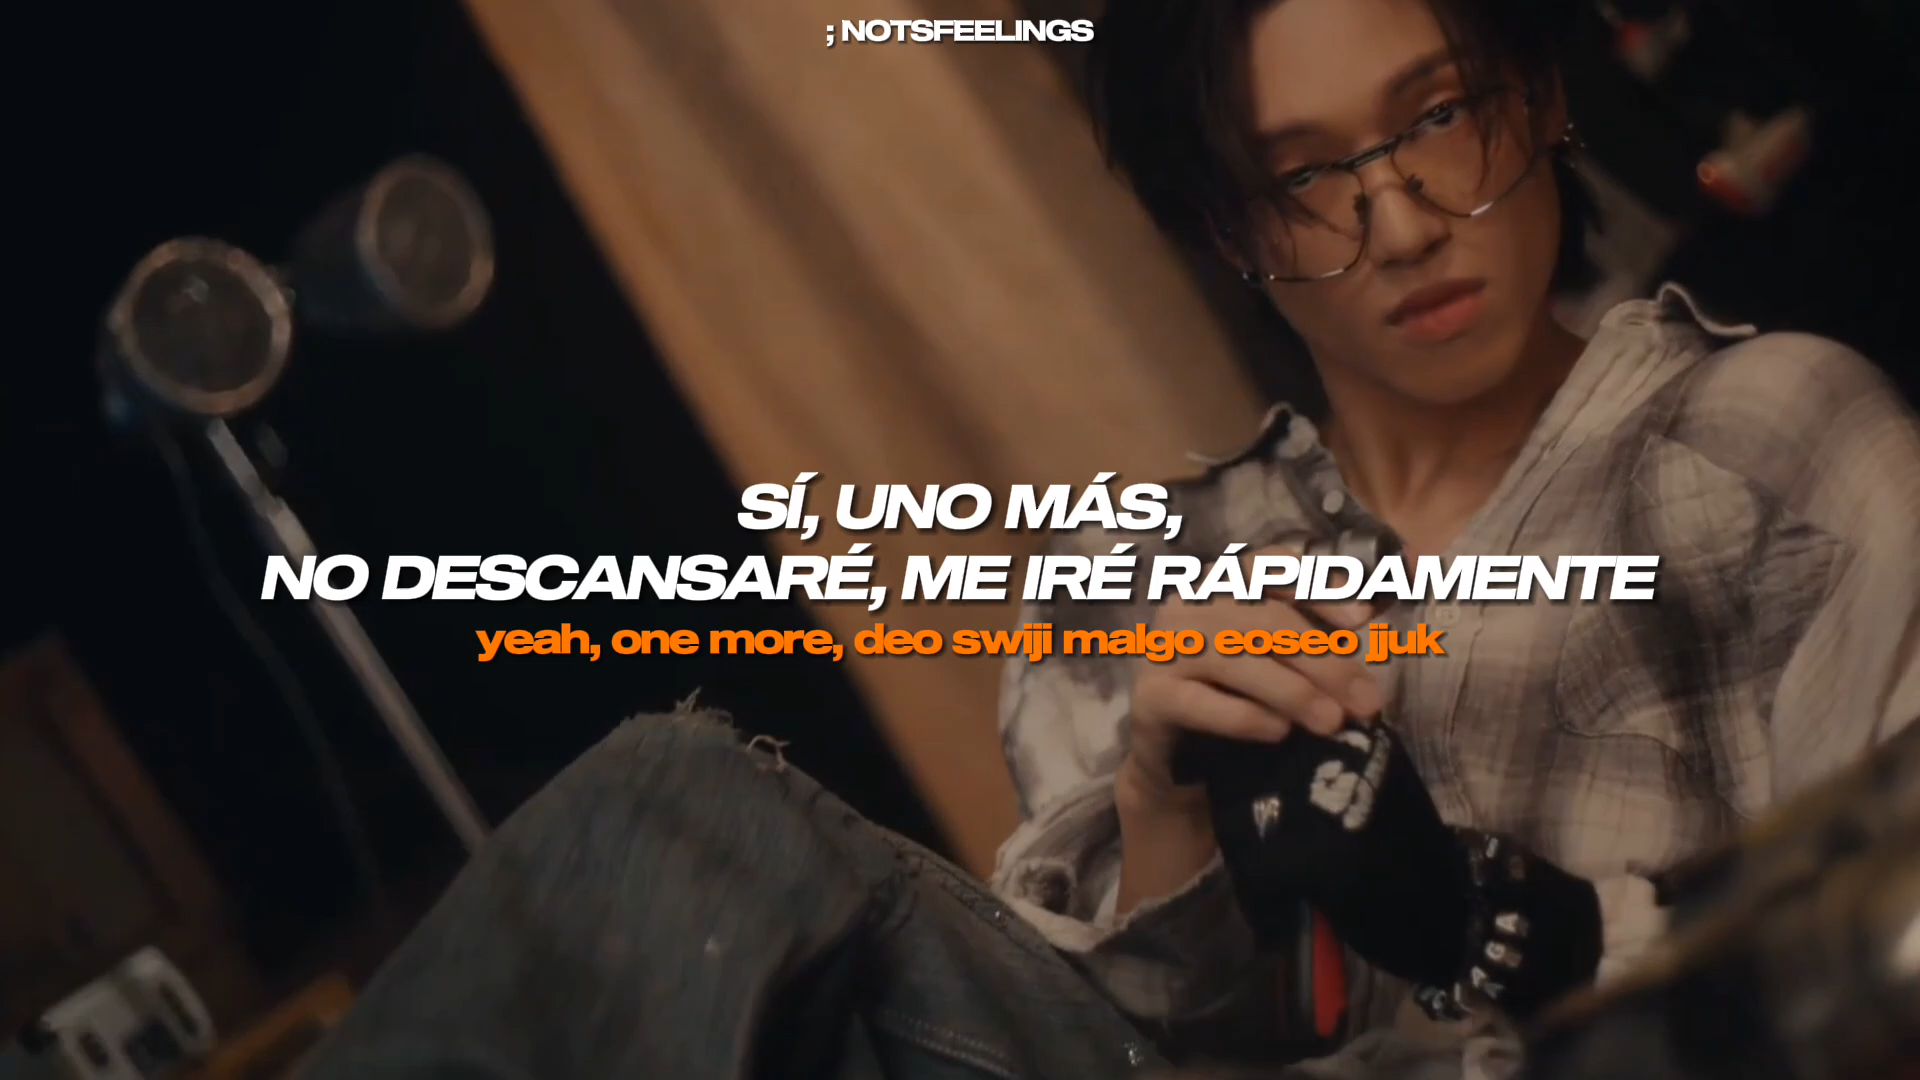 ; NOTSFEELINGS
SÍ, UNO MÁS,
NO DESCANSARÉ, ME IRÉ RÁPIDAMENTE
yeah, one more, deo swiji malgo eoseo jjuk